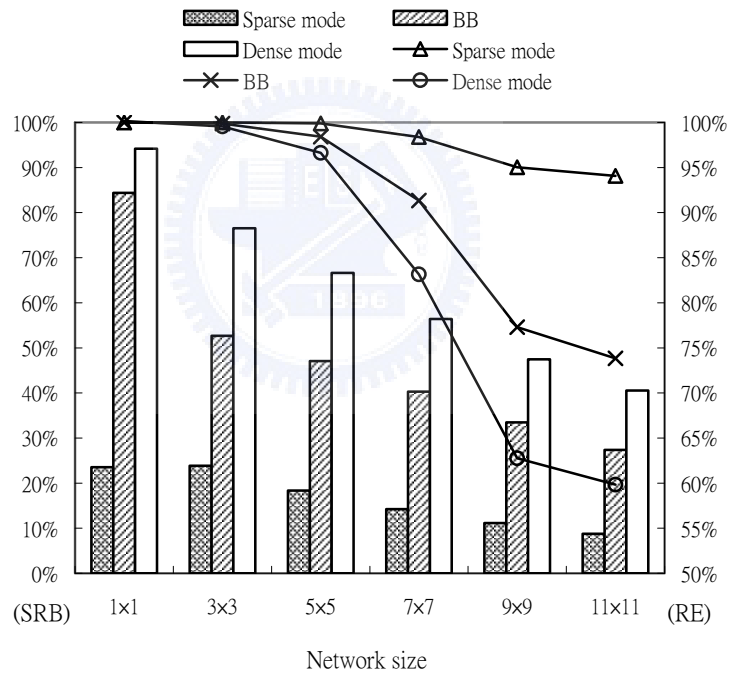 Sparse mode BB
Dense mode Sparse mode
BB Dense mode
100% 100%
90% 95%
80% 90%
70% 85%
60% 80%
50% 75%
40% 70%
30% 65%
20% 60%
10% 55%
0% 50%
(SRB) 1×1 3×3 5×5 7×7 9×9 11×11 (RE)
Network size
1896